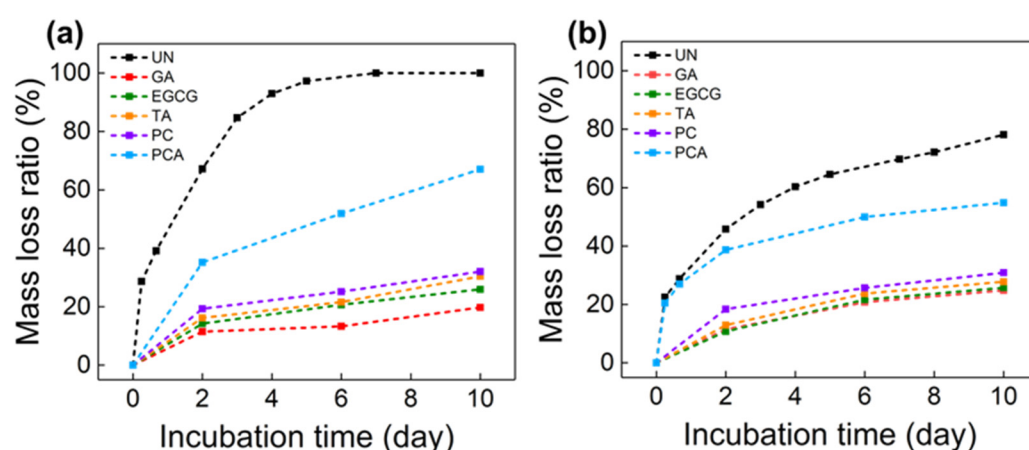 (a)
UN
GA
EGCG
TA
PC
PCA
Mass loss ratio (%)
100
80
60
40
20
0
0 2 4 6 8 10
Incubation time (day)
(b)
UN
GA
EGCG
TA
PC
PCA
Mass loss ratio (%)
100
80
60
40
20
0
0 2 4 6 8 10
Incubation time (day)